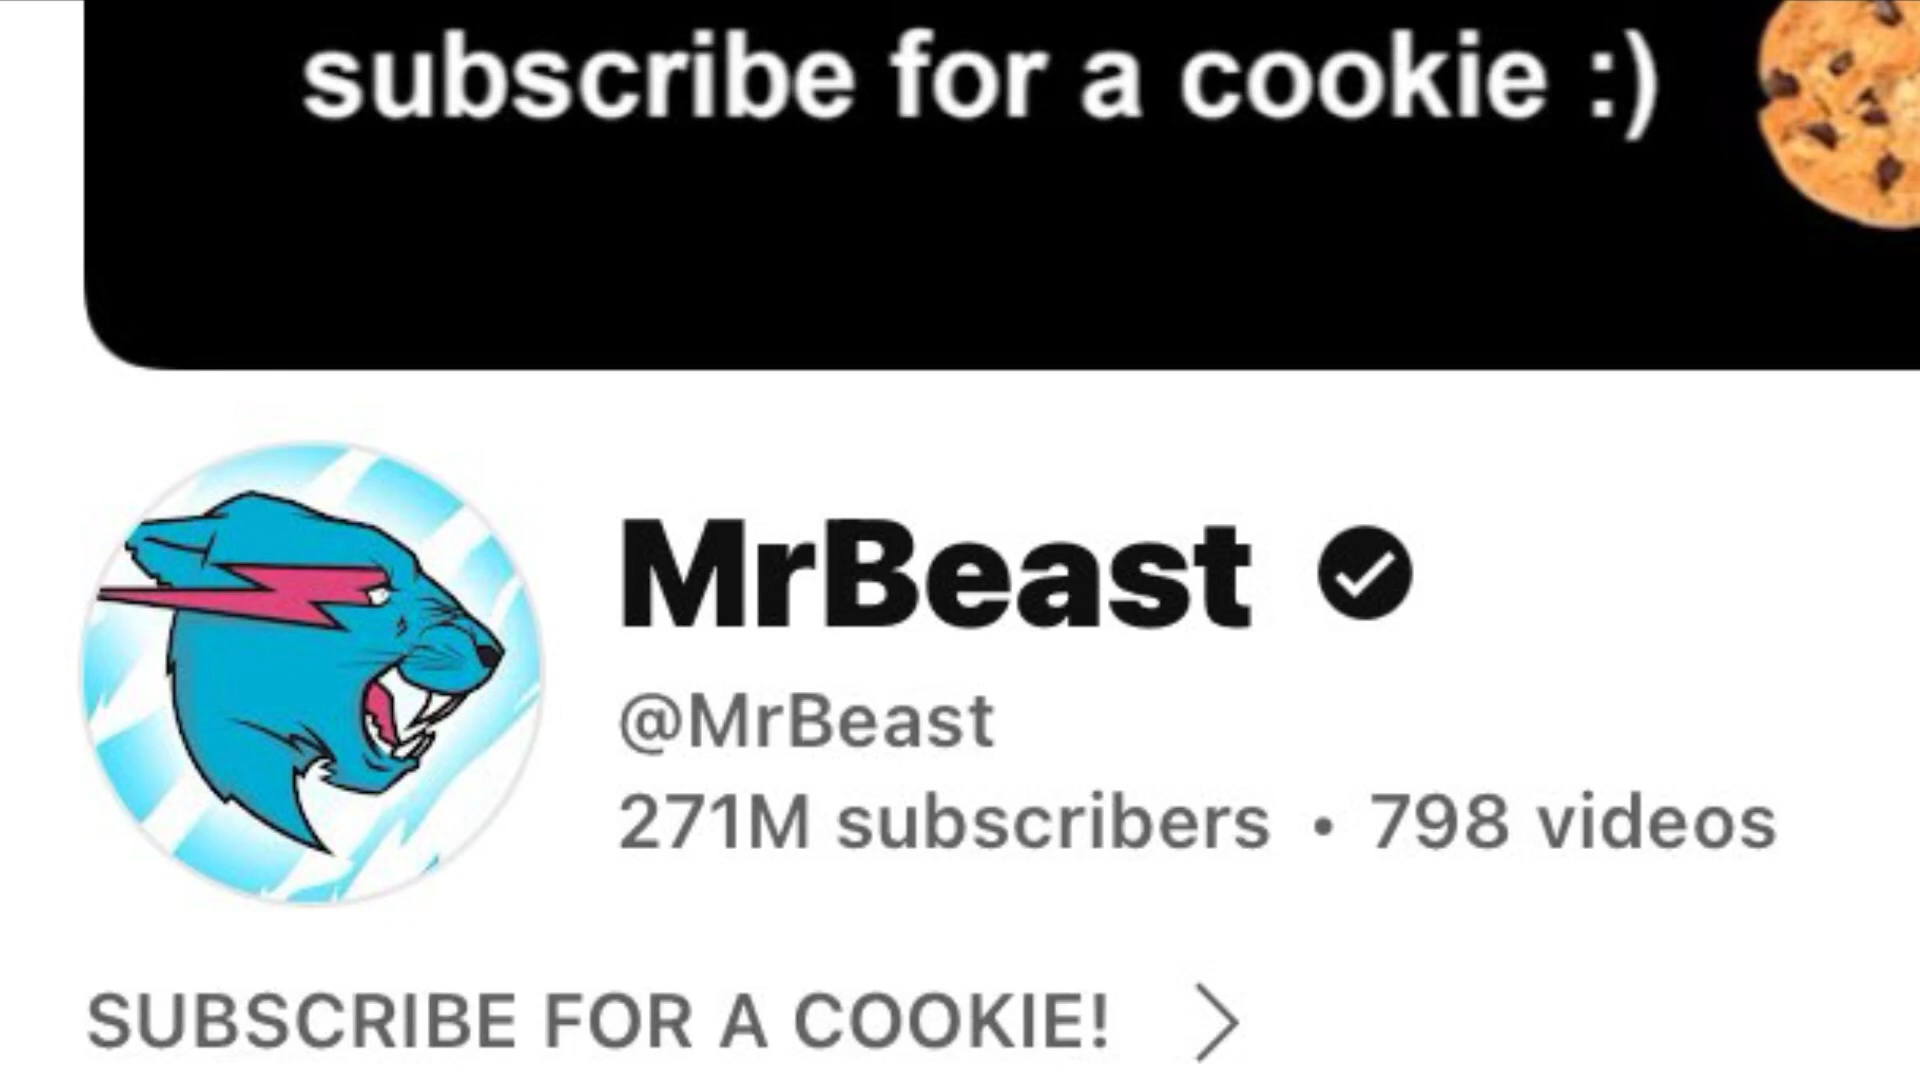 subscribe for a cookie :)
MrBeast
@MrBeast
271M subscribers • 798 videos
SUBSCRIBE FOR A COOKIE! >